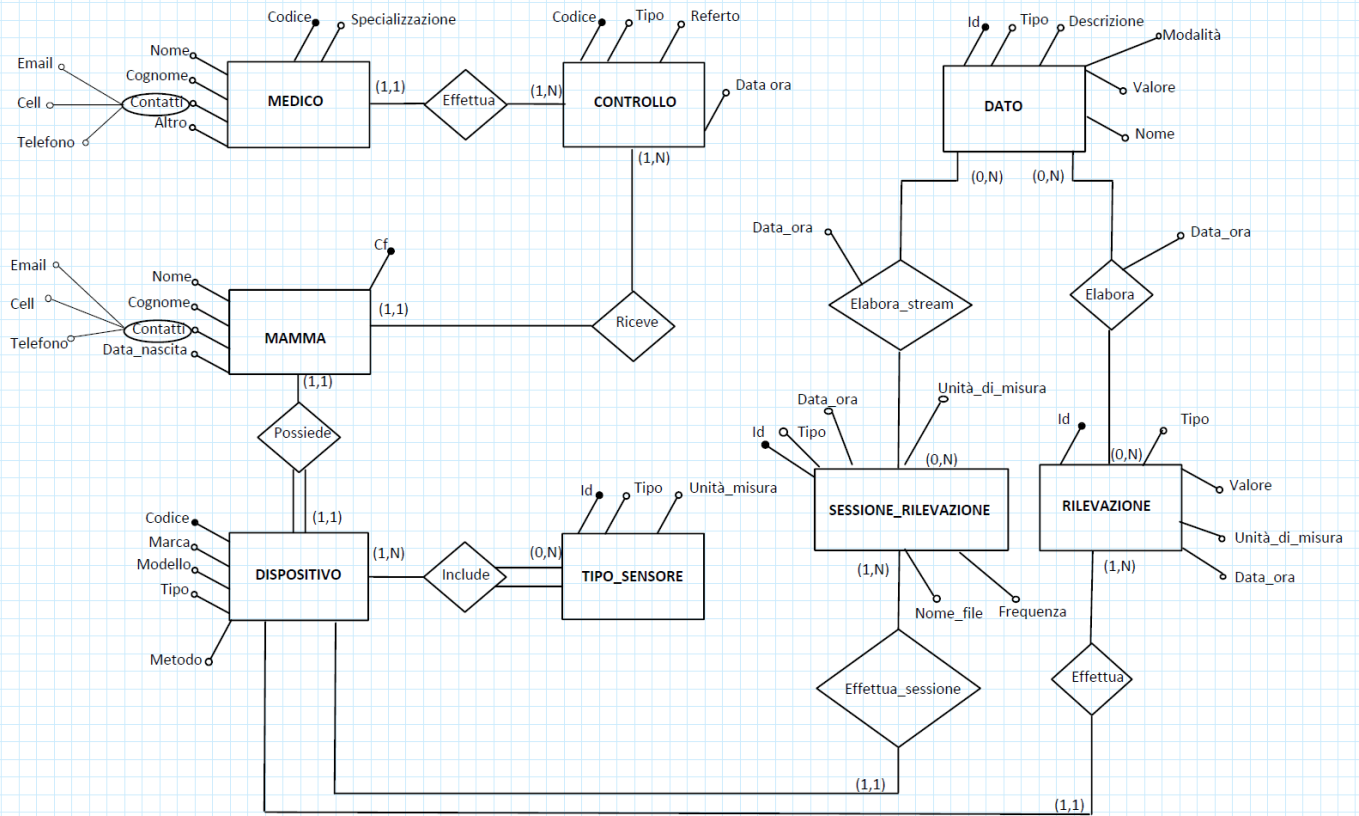 Codice
Specializzazione
Nome
Email
Cognome
Cell
Contatti
Altro
Telefono
MEDICO
(1,1)
Effettua
(1,N)
Codice
Tipo
Referto
CONTROLLO
Data ora
(1,N)
Id
Tipo
Descrizione
Modalità
DATO
Valore
Nome
(0,N)
(0,N)
Cf
Email
Nome
Cell
Cognome
Contatti
Telefono
Data_nascita
MAMMA
(1,1)
Riceve
(1,1)
Possiede
(1,1)
Data_ora
Elabora_stream
Data_ora
Elabora
Codice
Marca
Modello
Tipo
Metodo
DISPOSITIVO
(1,N)
Include
(0,N)
Id
Tipo
Unità_misura
TIPO_SENSORE
Id
Tipo
Data_ora
Unità_di_misura
(0,N)
SESSIONE_RILEVAZIONE
(1,N)
Nome_file
Frequenza
Effettua_sessione
(1,1)
Id
Tipo
(0,N)
RILEVAZIONE
Valore
Unità_di_misura
Data_ora
(1,N)
Effettua
(1,1)